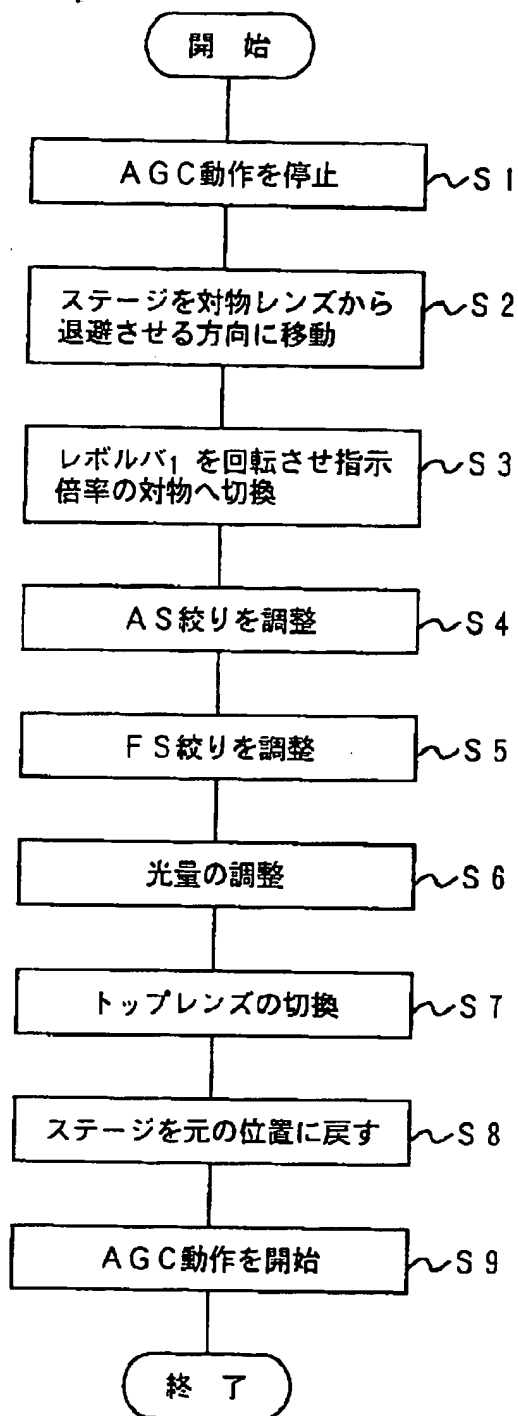 開 始
AGC動作を停止 S1
ステージを対物レンズから S2
退避させる方向に移動
レボルバ1 を回転させ指示 S3
倍率の対物へ切換
AS絞りを調整 S4
FS絞りを調整 S5
光量の調整 S6
トップレンズの切換 S7
ステージを元の位置に戻す S8
AGC動作を開始 S9
終 了